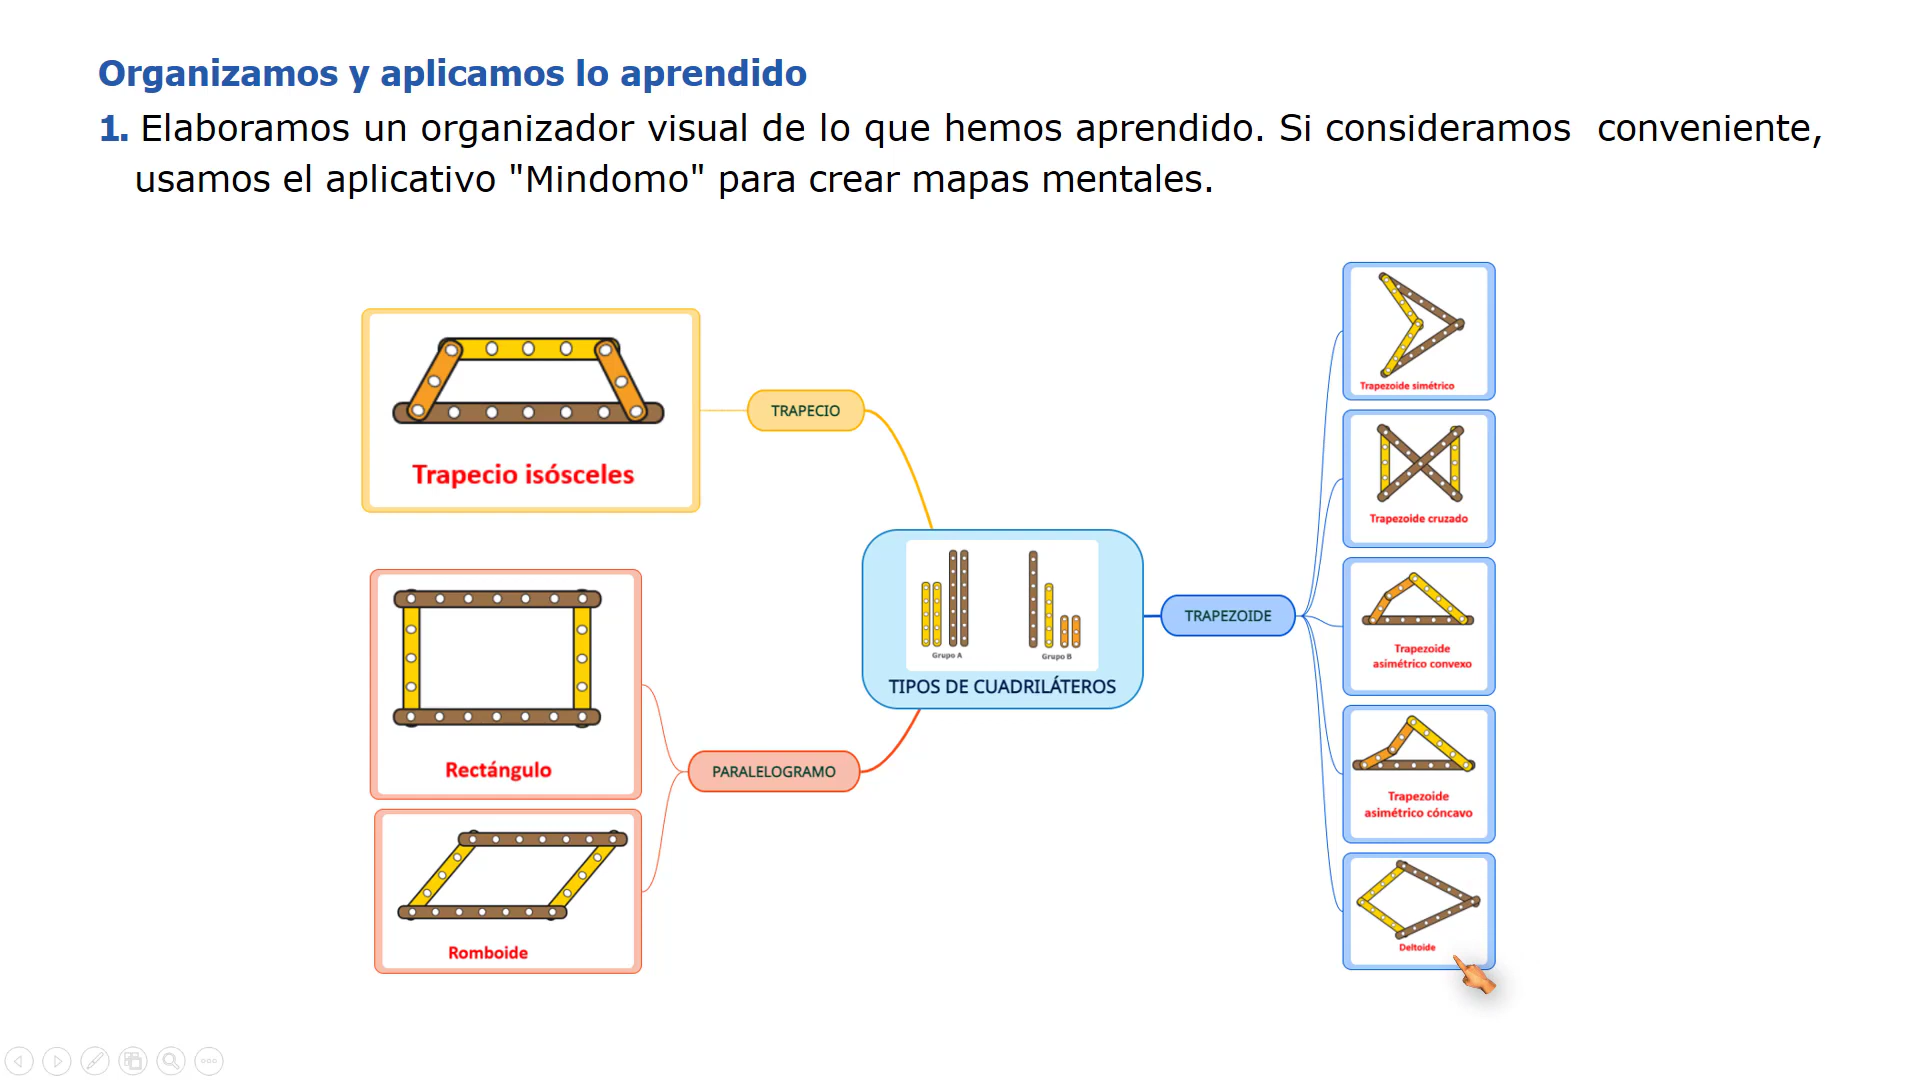 Organizamos y aplicamos lo aprendido
1. Elaboramos un organizador visual de lo que hemos aprendido. Si consideramos conveniente,
usamos el aplicativo "Mindomo" para crear mapas mentales.
Trapecio isósceles
TRAPECIO
Rectángulo
Romboide
PARALELOGRAMO
Grupo A
Grupo B
TIPOS DE CUADRILÁTEROS
TRAPEZOIDE
Trapezoide simétrico
Trapezoide cruzado
Trapezoide
asimétrico convexo
Trapezoide
asimétrico cóncavo
Deltoide